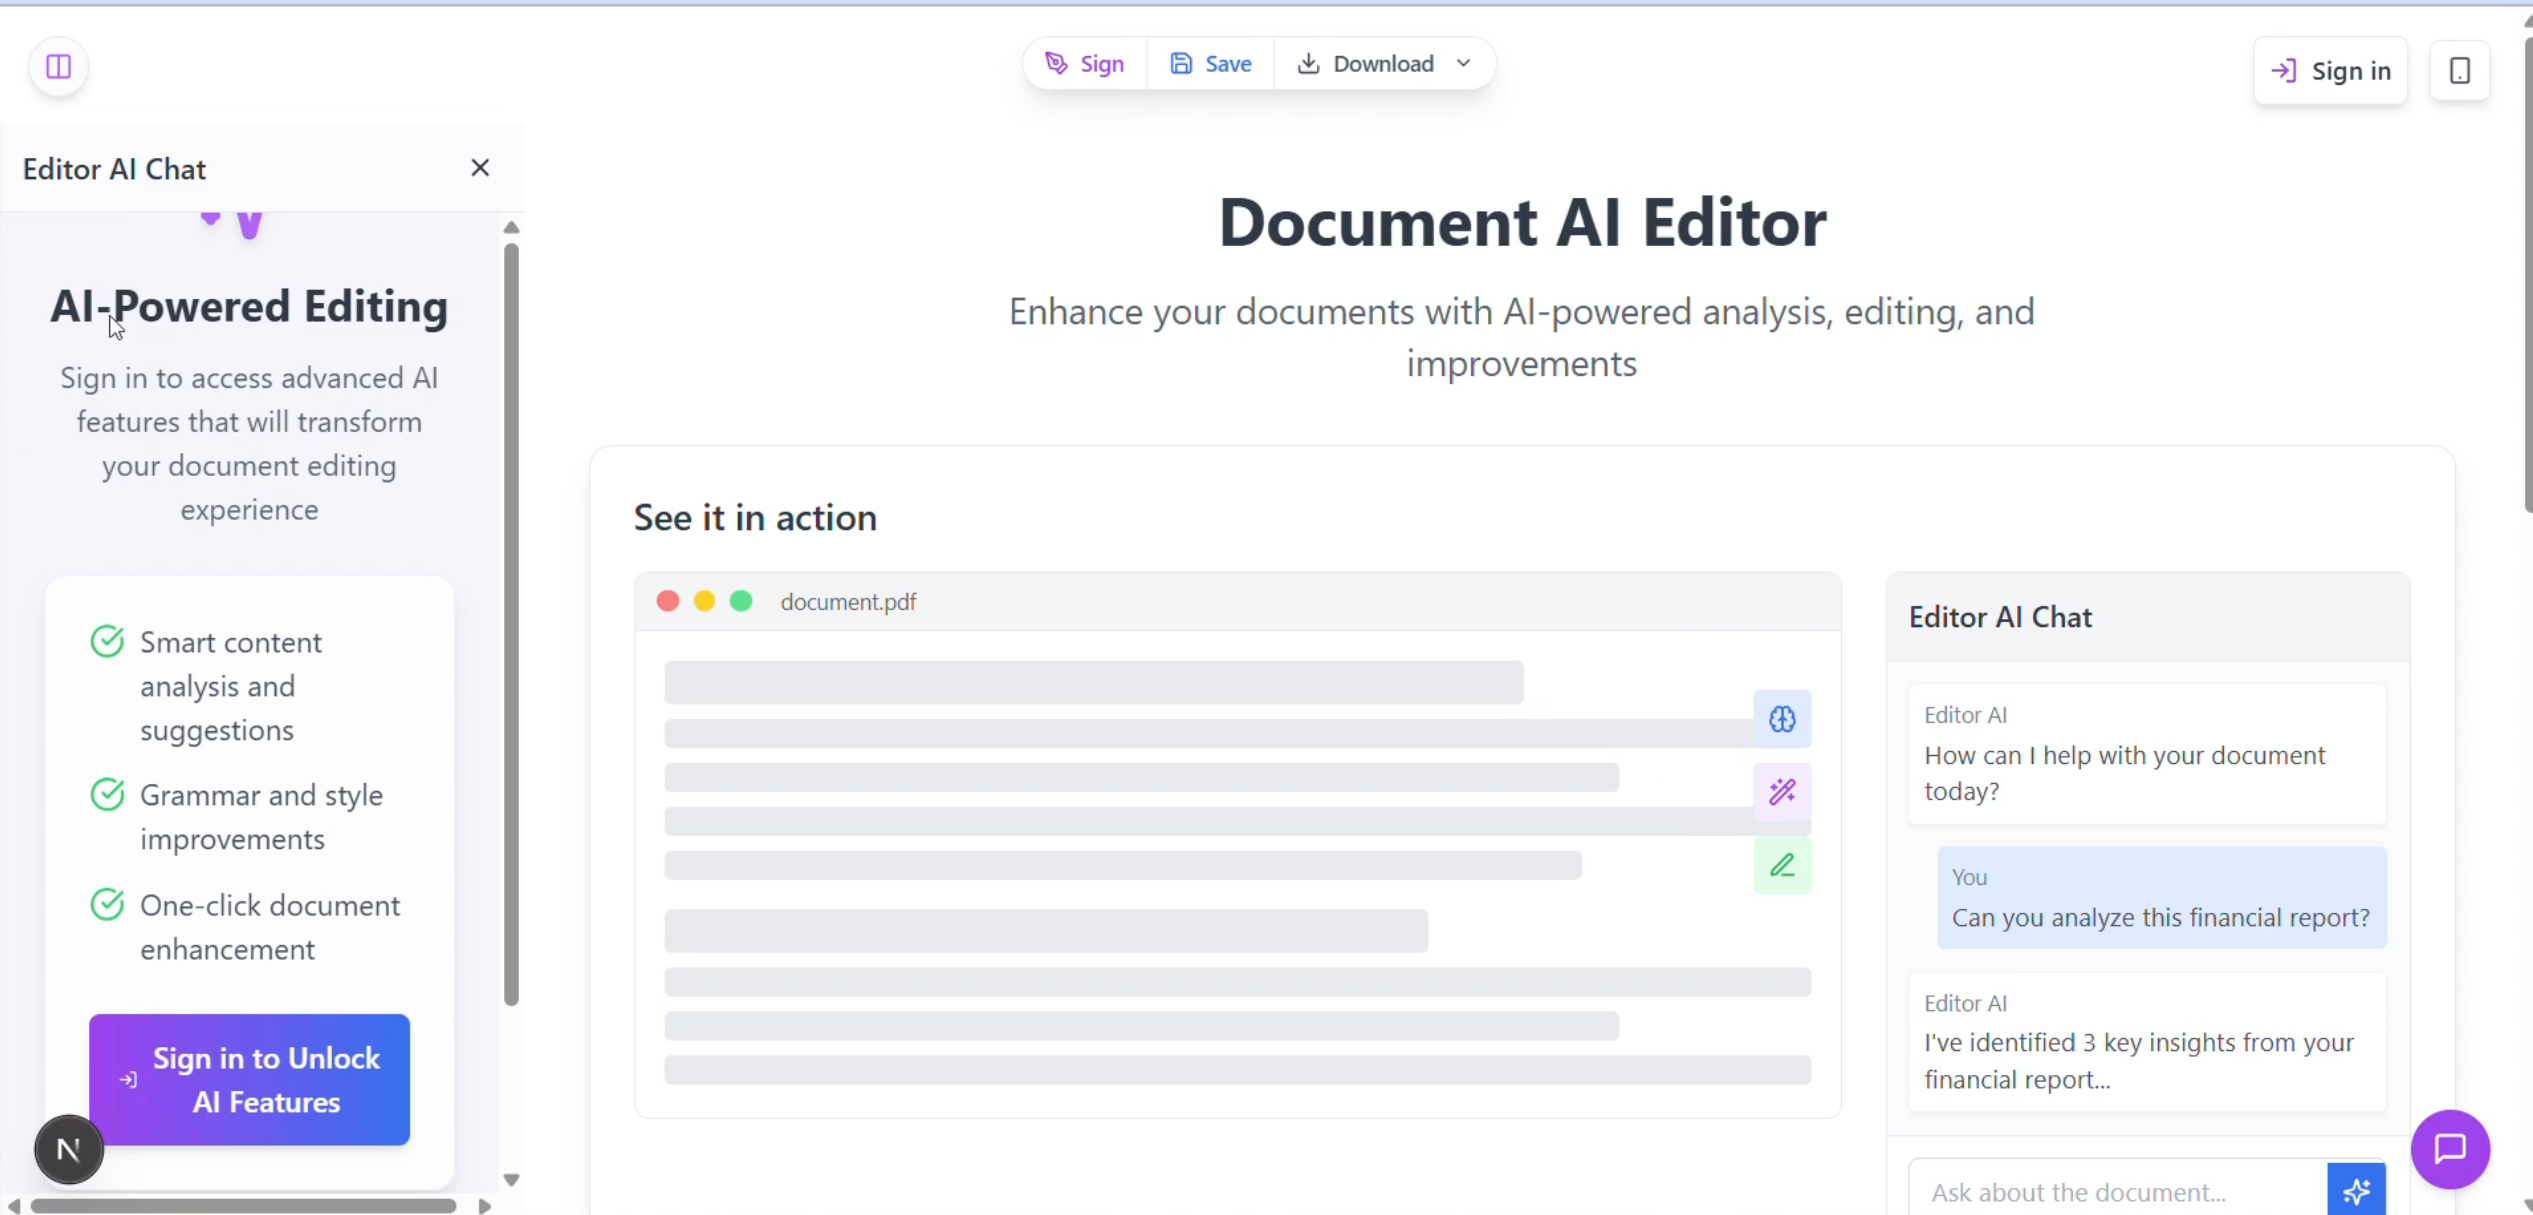 Sign
Save
Download
Sign in
Editor AI Chat
AI-Powered Editing
Sign in to access advanced AI
features that will transform
your document editing
experience
Smart content
analysis and
suggestions
Grammar and style
improvements
One-click document
enhancement
Sign in to Unlock
AI Features
N
Document AI Editor
Enhance your documents with AI-powered analysis, editing, and
improvements
See it in action
document.pdf
Editor AI Chat
Editor AI
How can I help with your document
today?
You
Can you analyze this financial report?
Editor AI
I've identified 3 key insights from your
financial report...
Ask about the document...